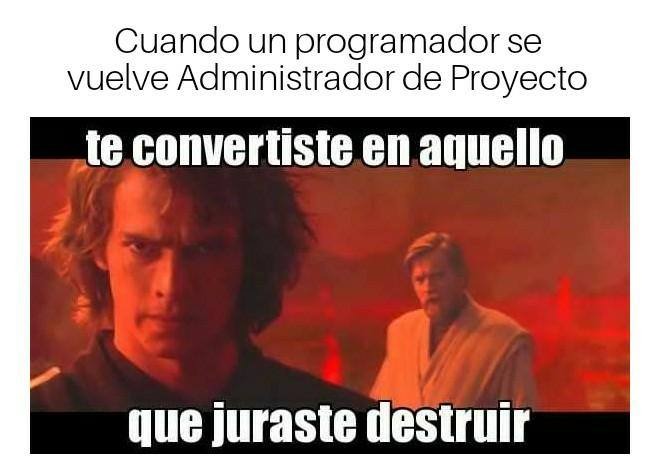 Cuando un programador se
vuelve Administrador de Proyecto
te convertiste en aquello
que juraste destruir